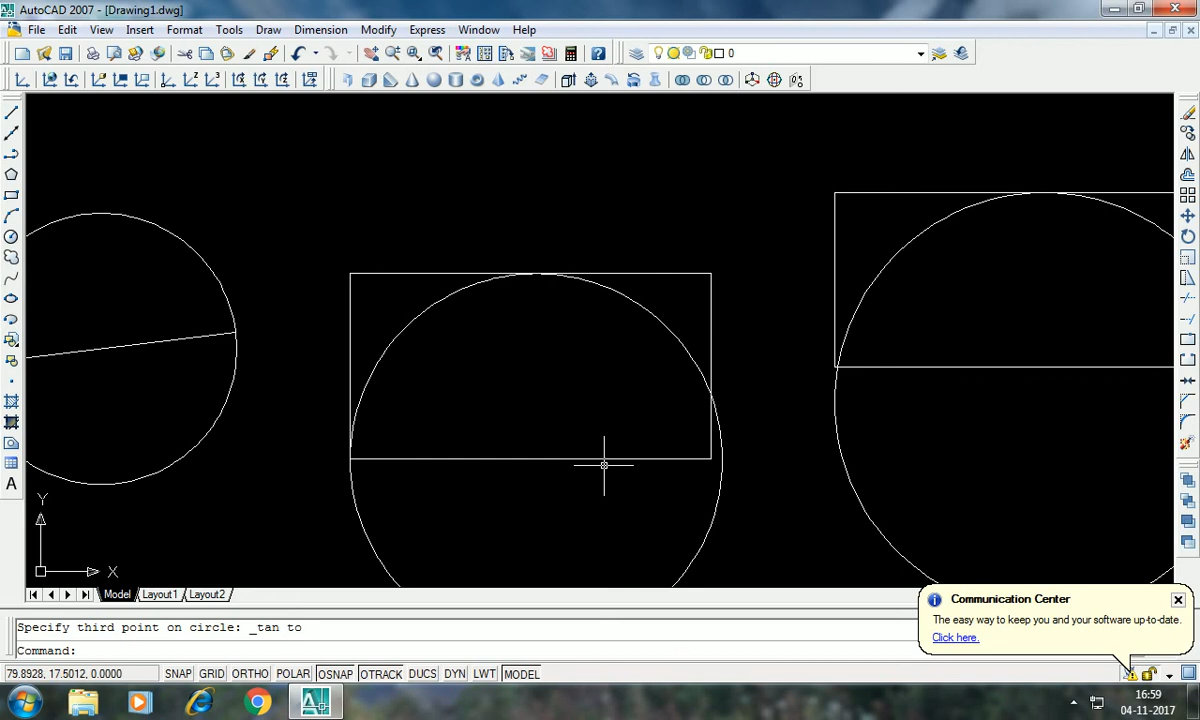 AutoCAD 2007 - [Drawing1.dwg]
File Edit View Insert Format Tools Draw Dimension Modify Express Window Help
0
A
Y
X
Model Layout1 Layout2
Specify third point on circle: _tan to
Command:
Communication Center
The easy way to keep you and your software up-to-date.
Click here.
79.8928, 17.5012, 0.0000 SNAP GRID ORTHO POLAR OSNAP OTRACK DUCS DYN LWT MODEL
16:59
04-11-2017